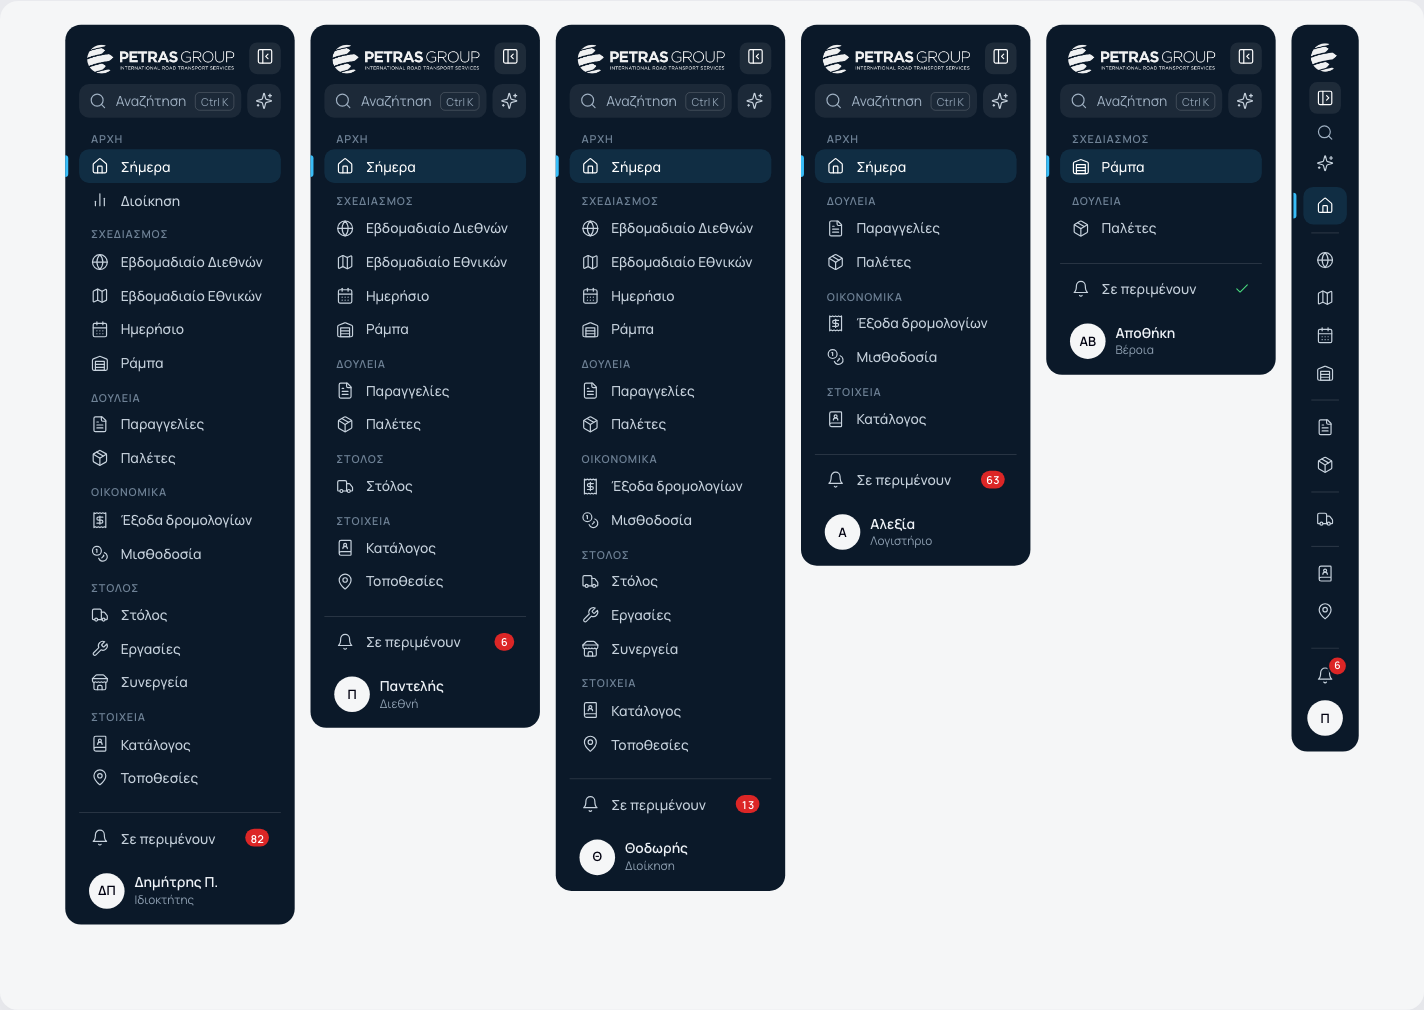 PETRAS GROUP
INTERNATIONAL ROAD TRANSPORT SERVICES
Αναζήτηση Ctrl K
ΑΡΧΗ
Σήμερα
Διοίκηση
ΣΧΕΔΙΑΣΜΟΣ
Εβδομαδιαίο Διεθνών
Εβδομαδιαίο Εθνικών
Ημερήσιο
Ράμπα
ΔΟΥΛΕΙΑ
Παραγγελίες
Παλέτες
ΟΙΚΟΝΟΜΙΚΑ
Έξοδα δρομολογίων
Μισθοδοσία
ΣΤΟΛΟΣ
Στόλος
Εργασίες
Συνεργεία
ΣΤΟΙΧΕΙΑ
Κατάλογος
Τοποθεσίες
Σε περιμένουν 82
ΔΠ
Δημήτρης Π.
Ιδιοκτήτης
PETRAS GROUP
INTERNATIONAL ROAD TRANSPORT SERVICES
Αναζήτηση Ctrl K
ΑΡΧΗ
Σήμερα
ΣΧΕΔΙΑΣΜΟΣ
Εβδομαδιαίο Διεθνών
Εβδομαδιαίο Εθνικών
Ημερήσιο
Ράμπα
ΔΟΥΛΕΙΑ
Παραγγελίες
Παλέτες
ΣΤΟΛΟΣ
Στόλος
ΣΤΟΙΧΕΙΑ
Κατάλογος
Τοποθεσίες
Σε περιμένουν 6
Π
Παντελής
Διεθνή
PETRAS GROUP
INTERNATIONAL ROAD TRANSPORT SERVICES
Αναζήτηση Ctrl K
ΑΡΧΗ
Σήμερα
ΣΧΕΔΙΑΣΜΟΣ
Εβδομαδιαίο Διεθνών
Εβδομαδιαίο Εθνικών
Ημερήσιο
Ράμπα
ΔΟΥΛΕΙΑ
Παραγγελίες
Παλέτες
ΟΙΚΟΝΟΜΙΚΑ
Έξοδα δρομολογίων
Μισθοδοσία
ΣΤΟΛΟΣ
Στόλος
Εργασίες
Συνεργεία
ΣΤΟΙΧΕΙΑ
Κατάλογος
Τοποθεσίες
Σε περιμένουν 13
Θ
Θοδωρής
Διοίκηση
PETRAS GROUP
INTERNATIONAL ROAD TRANSPORT SERVICES
Αναζήτηση Ctrl K
ΑΡΧΗ
Σήμερα
ΔΟΥΛΕΙΑ
Παραγγελίες
Παλέτες
ΟΙΚΟΝΟΜΙΚΑ
Έξοδα δρομολογίων
Μισθοδοσία
ΣΤΟΙΧΕΙΑ
Κατάλογος
Σε περιμένουν 63
Α
Αλεξία
Λογιστήριο
PETRAS GROUP
INTERNATIONAL ROAD TRANSPORT SERVICES
Αναζήτηση Ctrl K
ΣΧΕΔΙΑΣΜΟΣ
Ράμπα
ΔΟΥΛΕΙΑ
Παλέτες
Σε περιμένουν
ΑΒ
Αποθήκη
Βέροια
6
Π